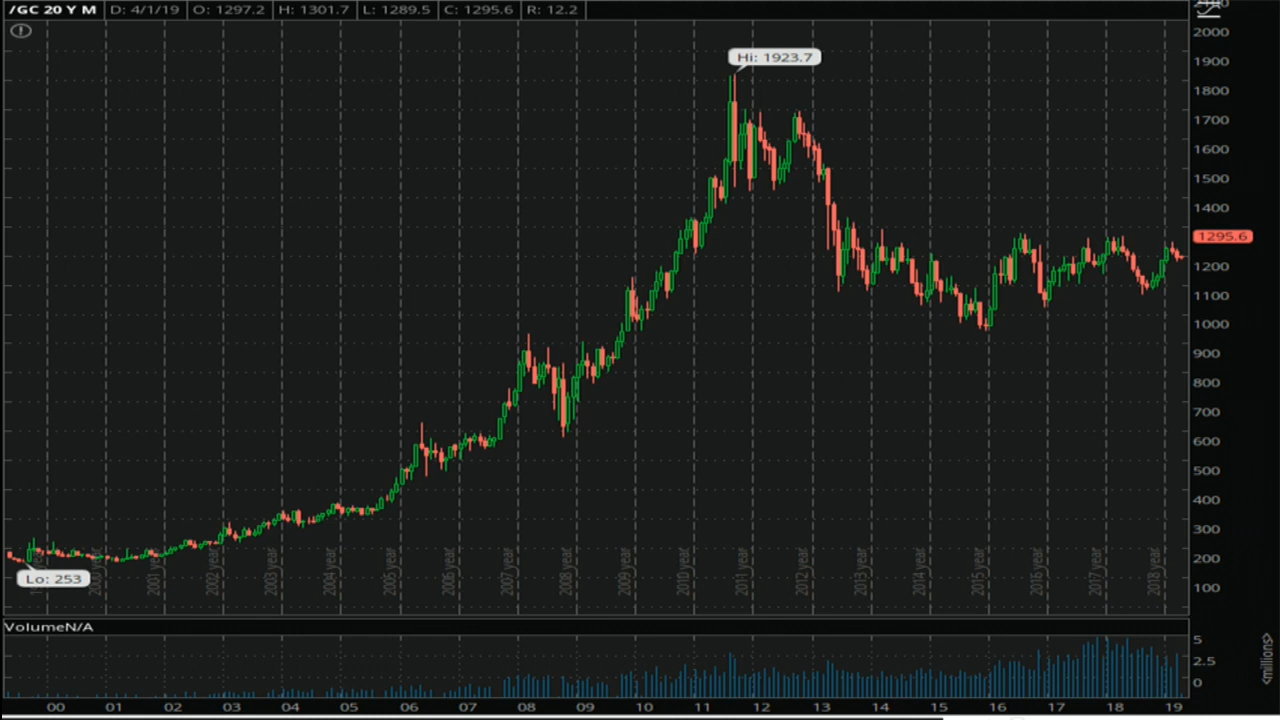 /GC 20 Y M D: 4/1/19 O: 1297.2 H: 1301.7 L: 1289.5 C: 1295.6 R: 12.2
2000
Hi: 1923.7
1900
1800
1700
1600
1500
1400
1295.6
1200
1100
1000
900
800
700
600
500
400
300
200
100
Lo: 253
2001 year
2002 year
2003 year
2004 year
2005 year
2006 year
2007 year
2008 year
2009 year
2010 year
2011 year
2012 year
2013 year
2014 year
2015 year
2016 year
2017 year
2018 year
VolumeN/A
5
2.5
0
<millions>
00 01 02 03 04 05 06 07 08 09 10 11 12 13 14 15 16 17 18 19